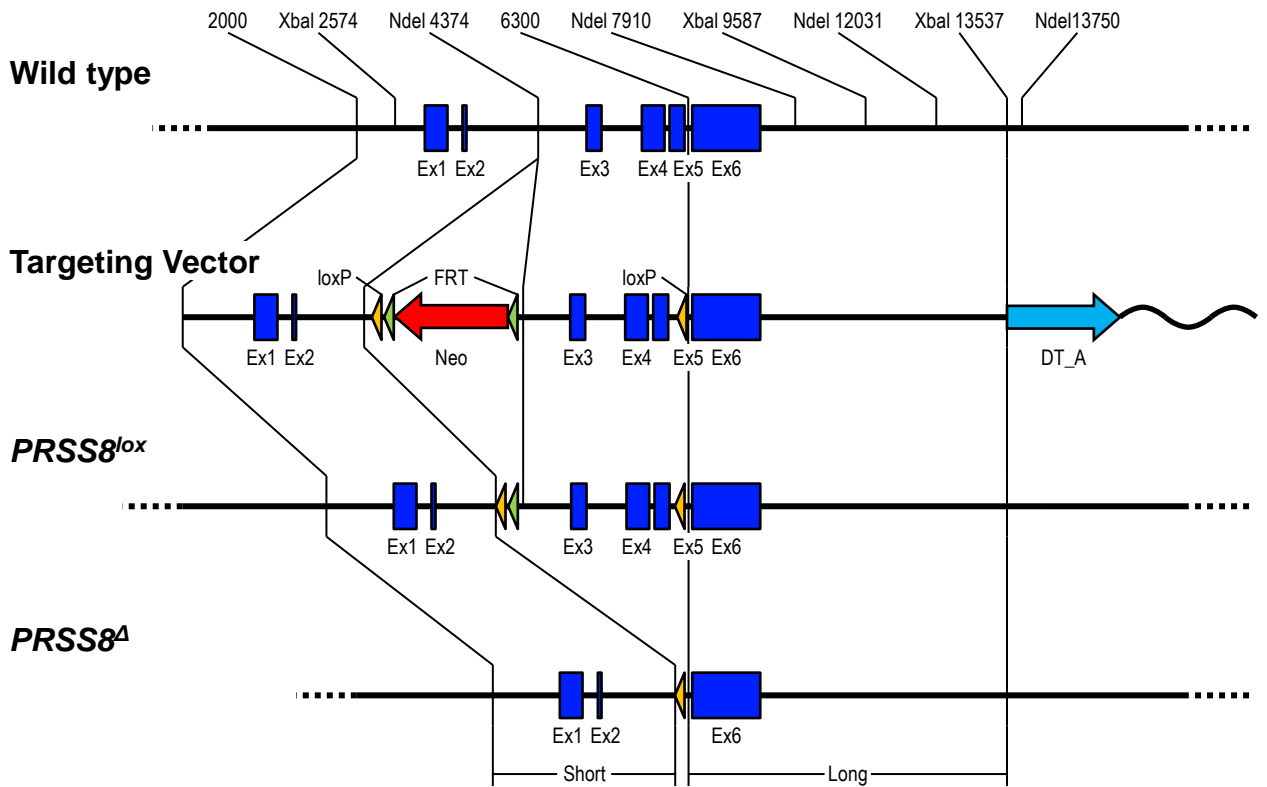 2000 XbaI 2574 NdeI 4374 6300 NdeI 7910 XbaI 9587 NdeI 12031 XbaI 13537 NdeI13750
Wild type
Ex1 Ex2 Ex3 Ex4 Ex5 Ex6
Targeting Vector
loxP FRT loxP
Ex1 Ex2 Neo Ex3 Ex4 Ex5 Ex6 DT_A
PRSS8lox
Ex1 Ex2 Ex3 Ex4 Ex5 Ex6
PRSS8Δ
Ex1 Ex2 Ex6
Short Long